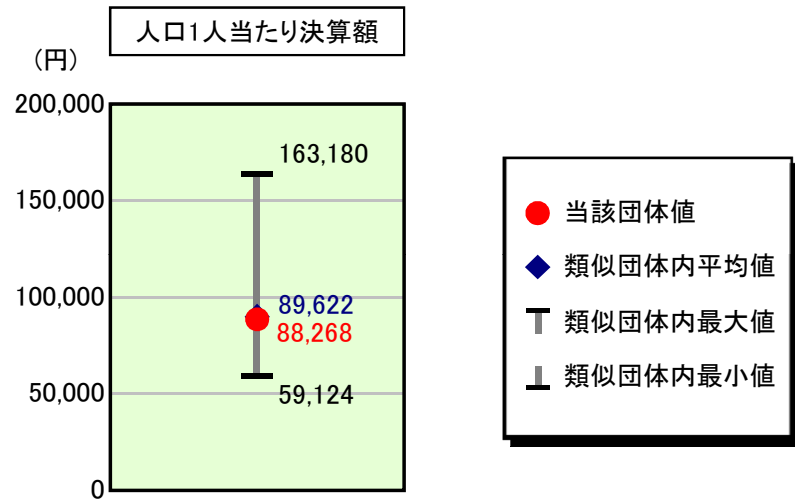 人口1人当たり決算額
(円)
200,000
150,000
100,000
50,000
0
163,180
89,622
88,268
59,124
当該団体値
類似団体内平均値
類似団体内最大値
類似団体内最小値